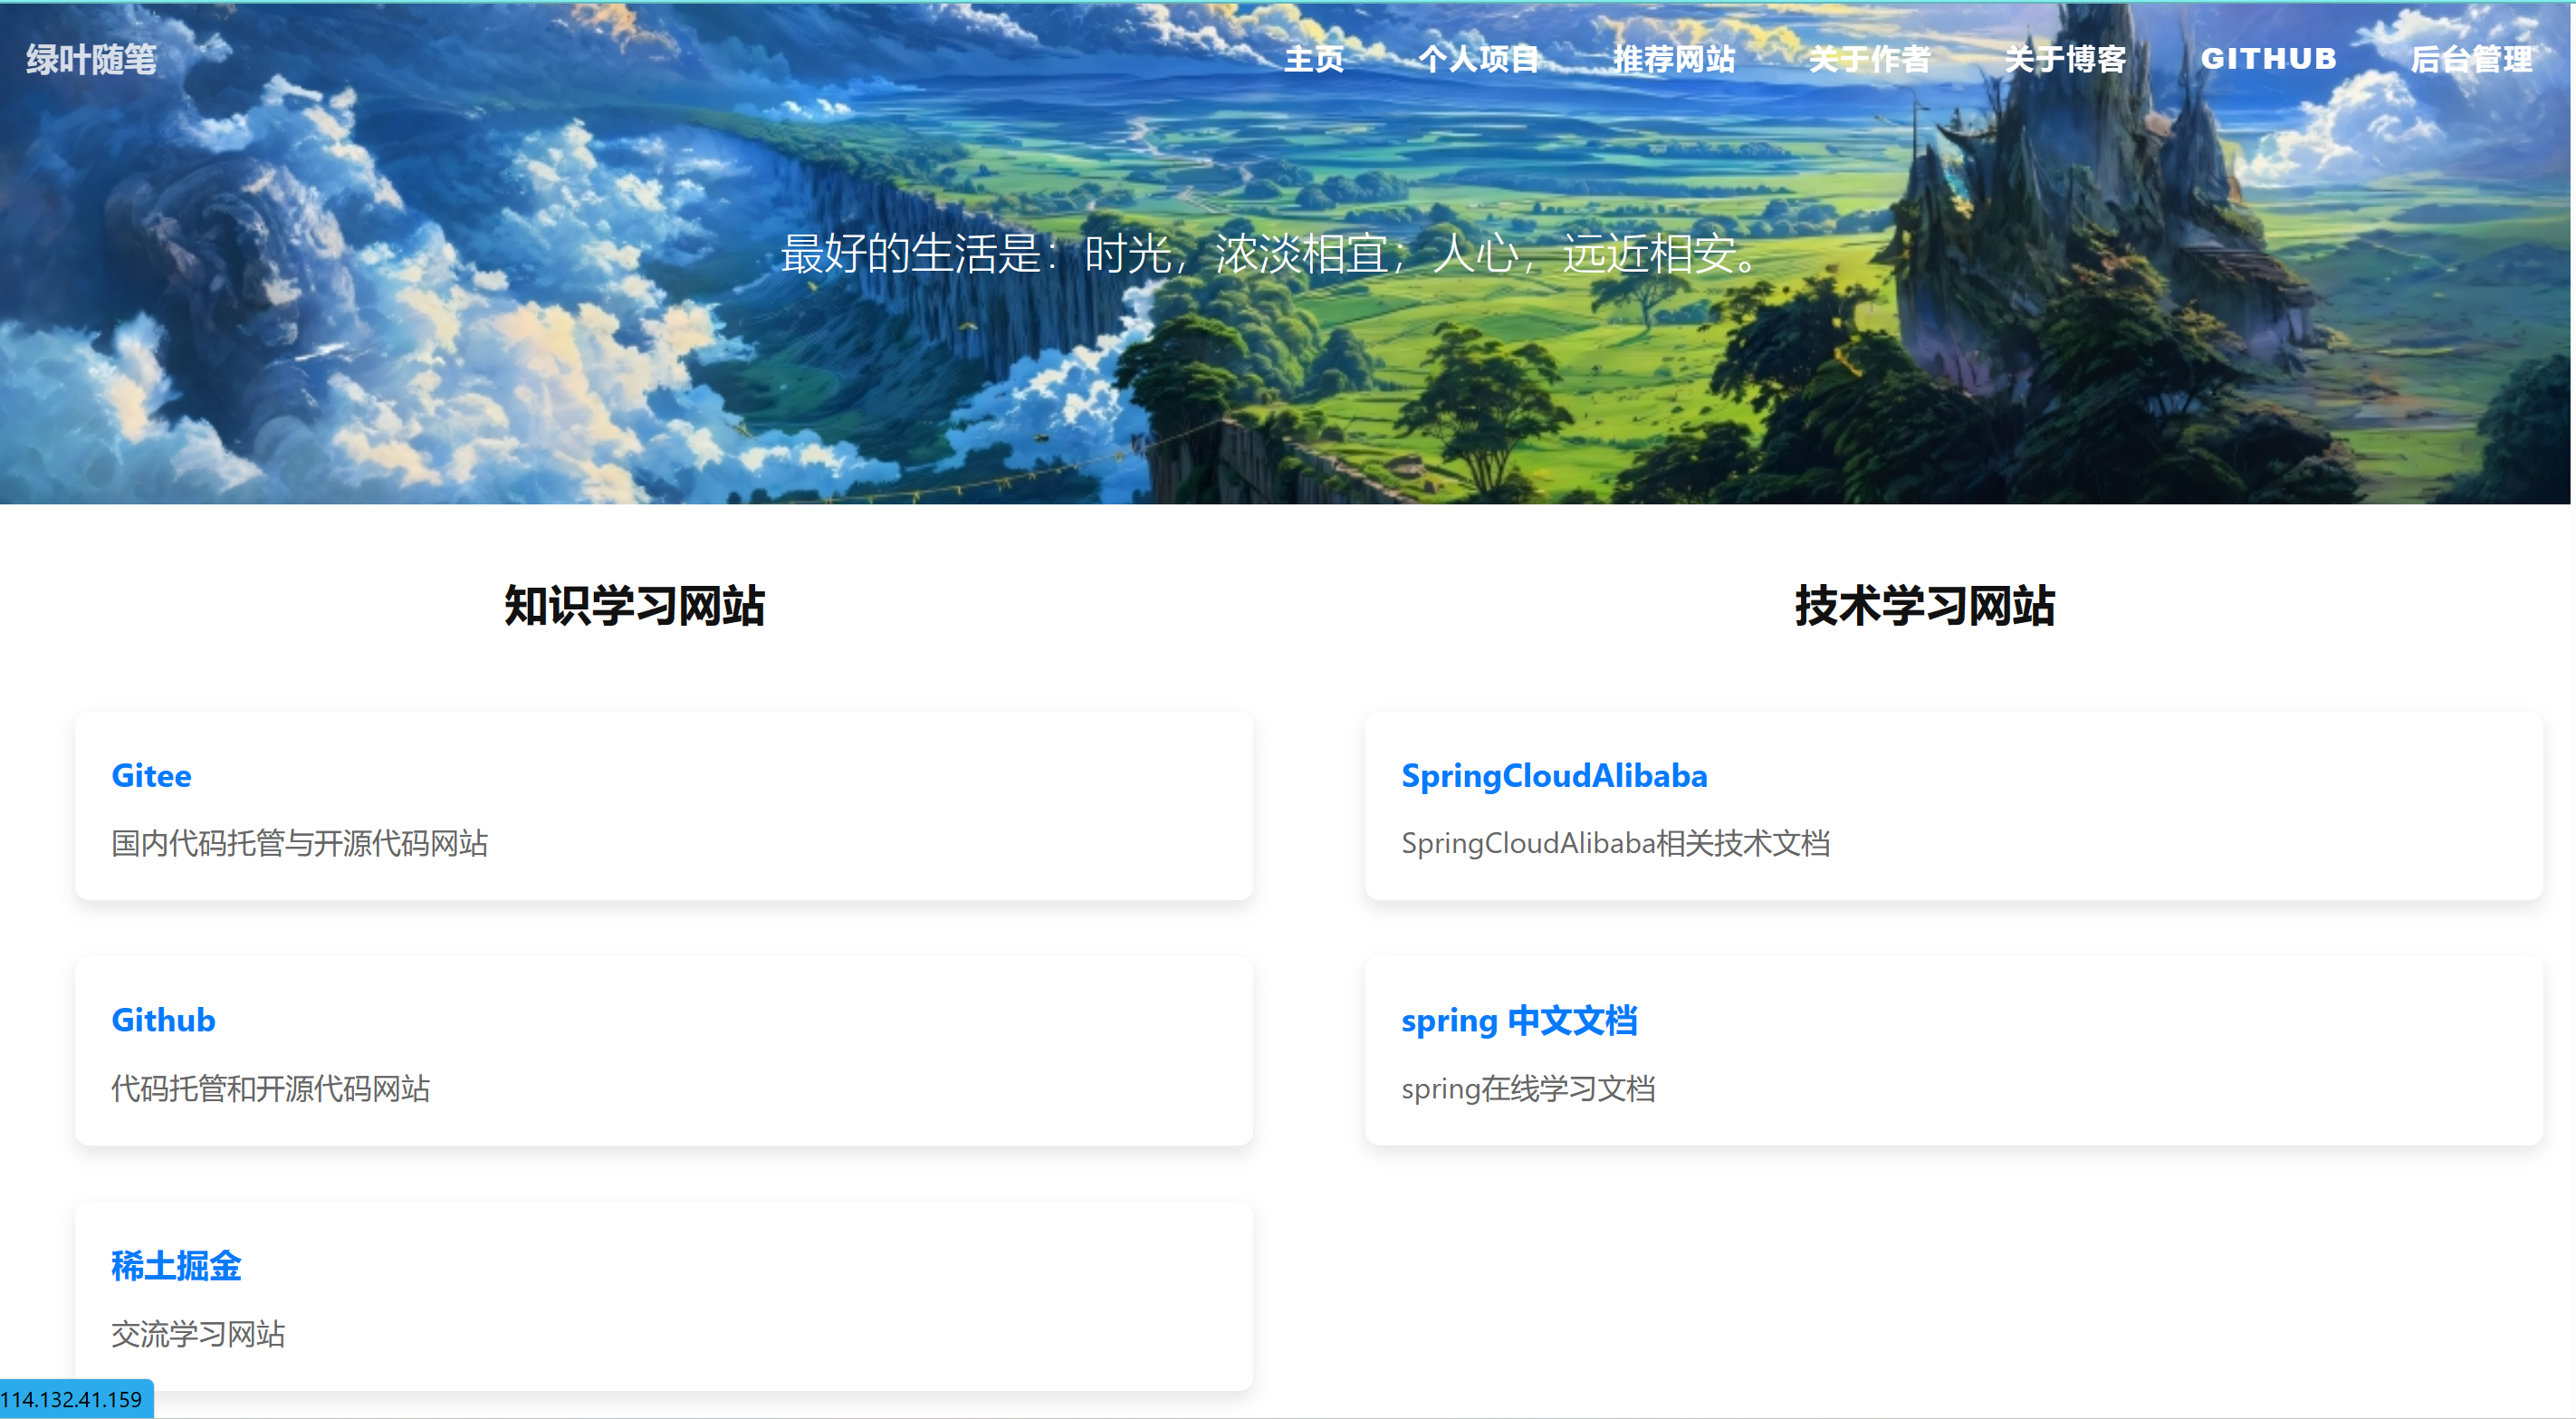 绿叶随笔
主页 个人项目 推荐网站 关于作者 关于博客 GITHUB 后台管理
最好的生活是：时光，浓淡相宜；人心，远近相安。
知识学习网站
Gitee
国内代码托管与开源代码网站
Github
代码托管和开源代码网站
稀土掘金
交流学习网站
技术学习网站
SpringCloudAlibaba
SpringCloudAlibaba相关技术文档
spring 中文文档
spring在线学习文档
114.132.41.159